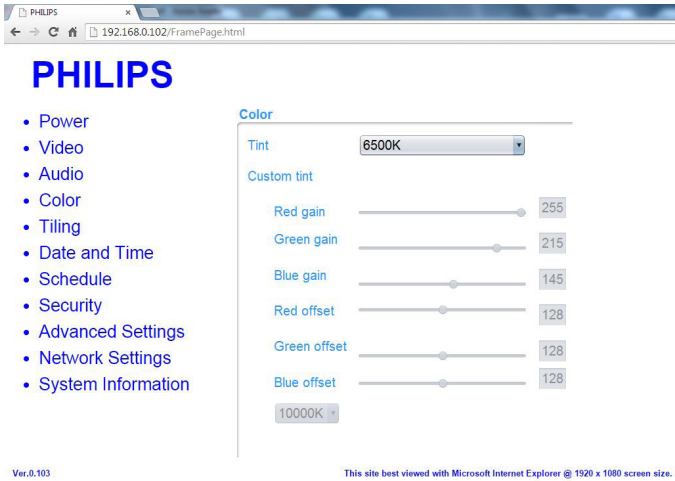 PHILIPS
192.168.0.102/FramePage.html
PHILIPS
Power
Video
Audio
Color
Tiling
Date and Time
Schedule
Security
Advanced Settings
Network Settings
System Information
Color
Tint 6500K
Custom tint
Red gain 255
Green gain 215
Blue gain 145
Red offset 128
Green offset 128
Blue offset 128
10000K
Ver.0.103
This site best viewed with Microsoft Internet Explorer @ 1920 x 1080 screen size.